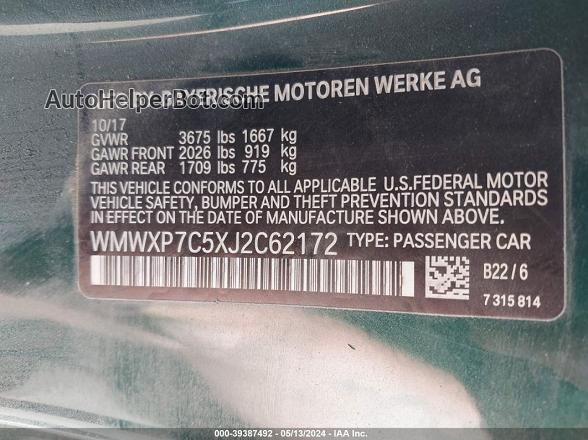 BAYERISCHE MOTOREN WERKE AG
AutoHelperBot.com
10/17
GVWR 3675 lbs 1667 kg
GAWR FRONT 2026 lbs 919 kg
GAWR REAR 1709 lbs 775 kg
THIS VEHICLE CONFORMS TO ALL APPLICABLE U.S.FEDERAL MOTOR
VEHICLE SAFETY, BUMPER AND THEFT PREVENTION STANDARDS
IN EFFECT ON THE DATE OF MANUFACTURE SHOWN ABOVE.
WMWXP7C5XJ2C62172 TYPE: PASSENGER CAR
B22/6
7 315 814
000-39387492 - 05/13/2024 - IAA Inc.